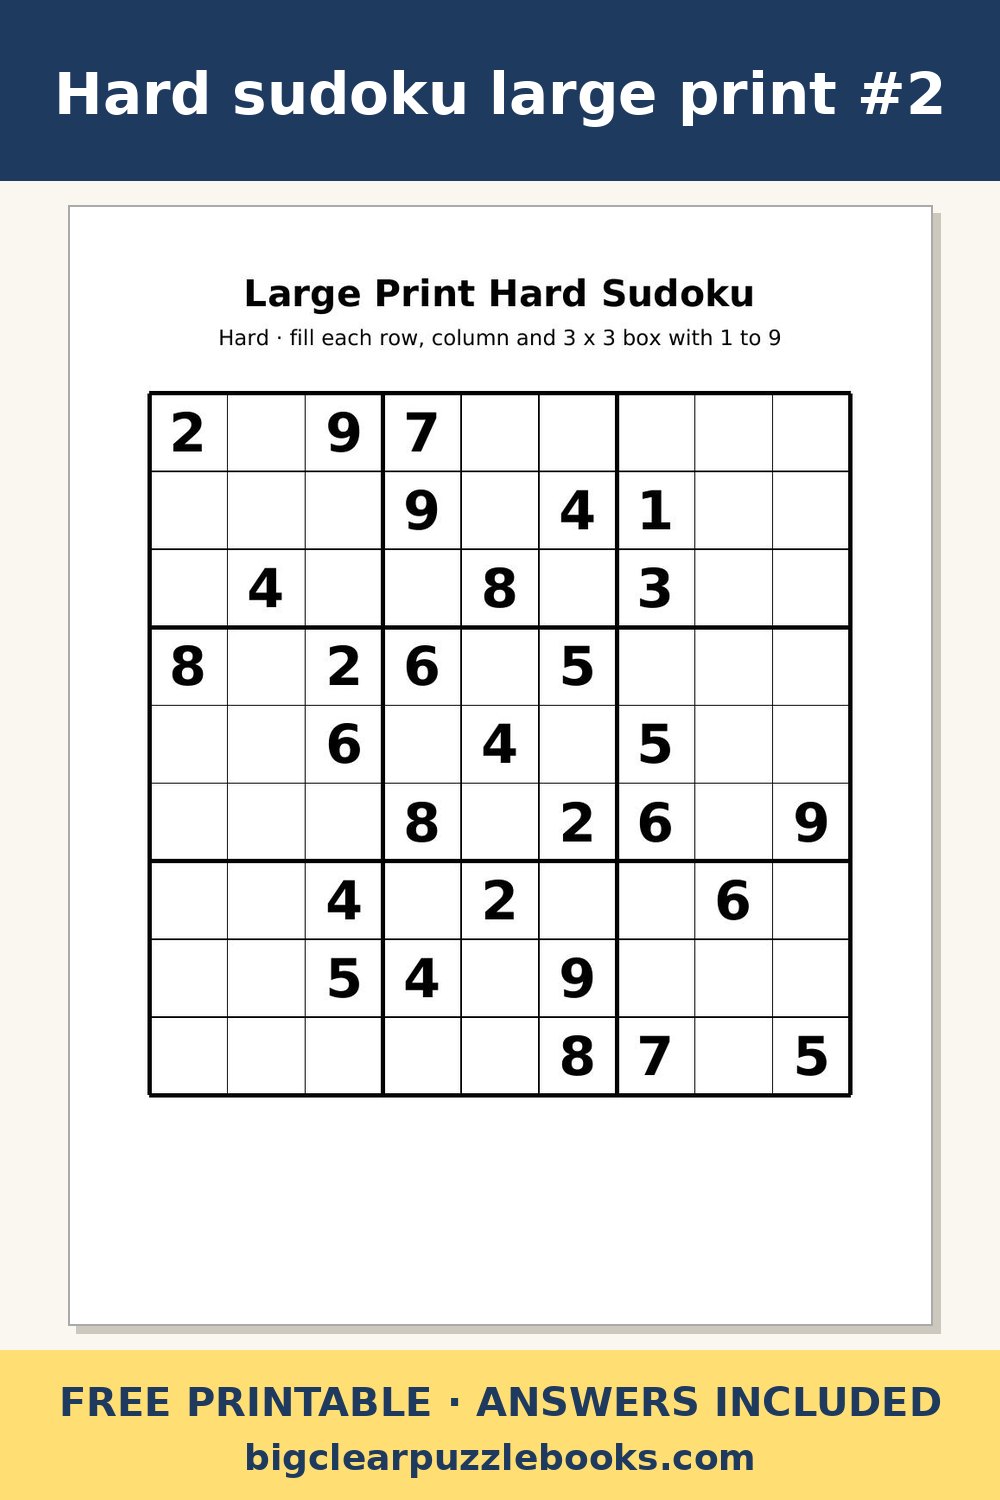 Hard sudoku large print #2
Large Print Hard Sudoku
Hard · fill each row, column and 3 x 3 box with 1 to 9
2 9 7
9 4 1
4 8 3
8 2 6 5
6 4 5
8 2 6 9
4 2 6
5 4 9
8 7 5
FREE PRINTABLE · ANSWERS INCLUDED
bigclearpuzzlebooks.com